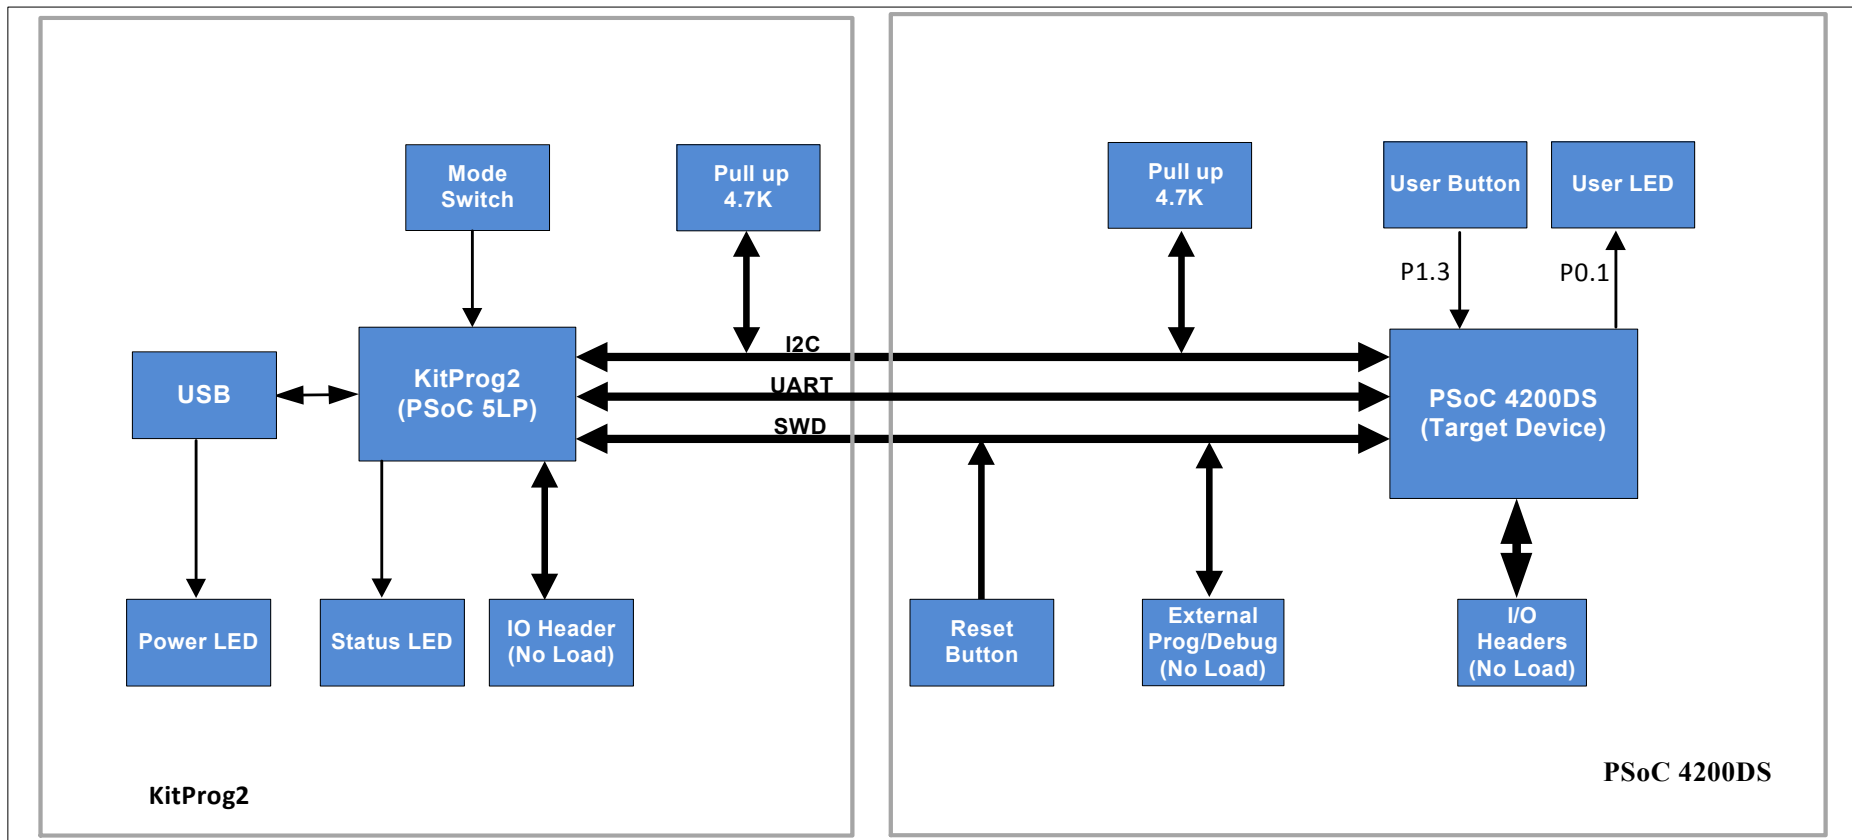 Mode
Switch
Pull up
4.7K
Pull up
4.7K
User Button
User LED
P1.3
P0.1
I2C
UART
SWD
USB
KitProg2
(PSoC 5LP)
PSoC 4200DS
(Target Device)
Power LED
Status LED
IO Header
(No Load)
Reset
Button
External
Prog/Debug
(No Load)
I/O
Headers
(No Load)
KitProg2
PSoC 4200DS